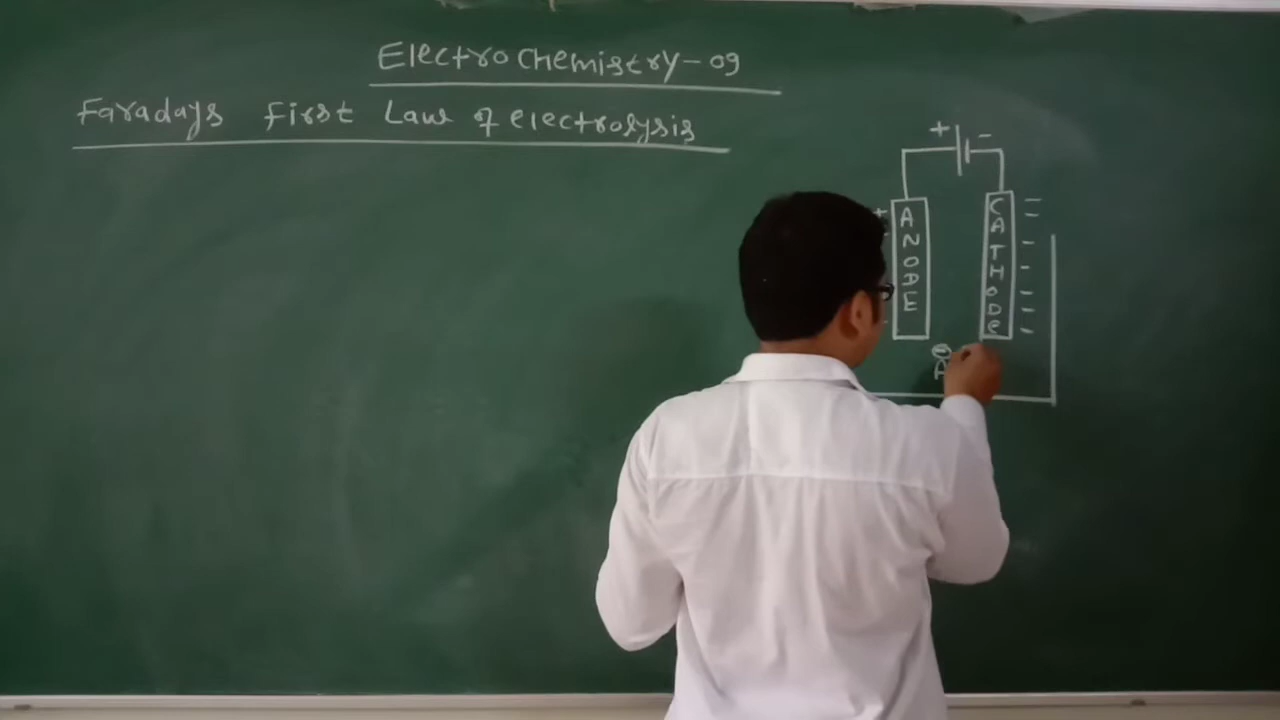 ElectroChemistry-09
Faradays First Law of electrolysis
+ -
ANODE
CATHODe
A